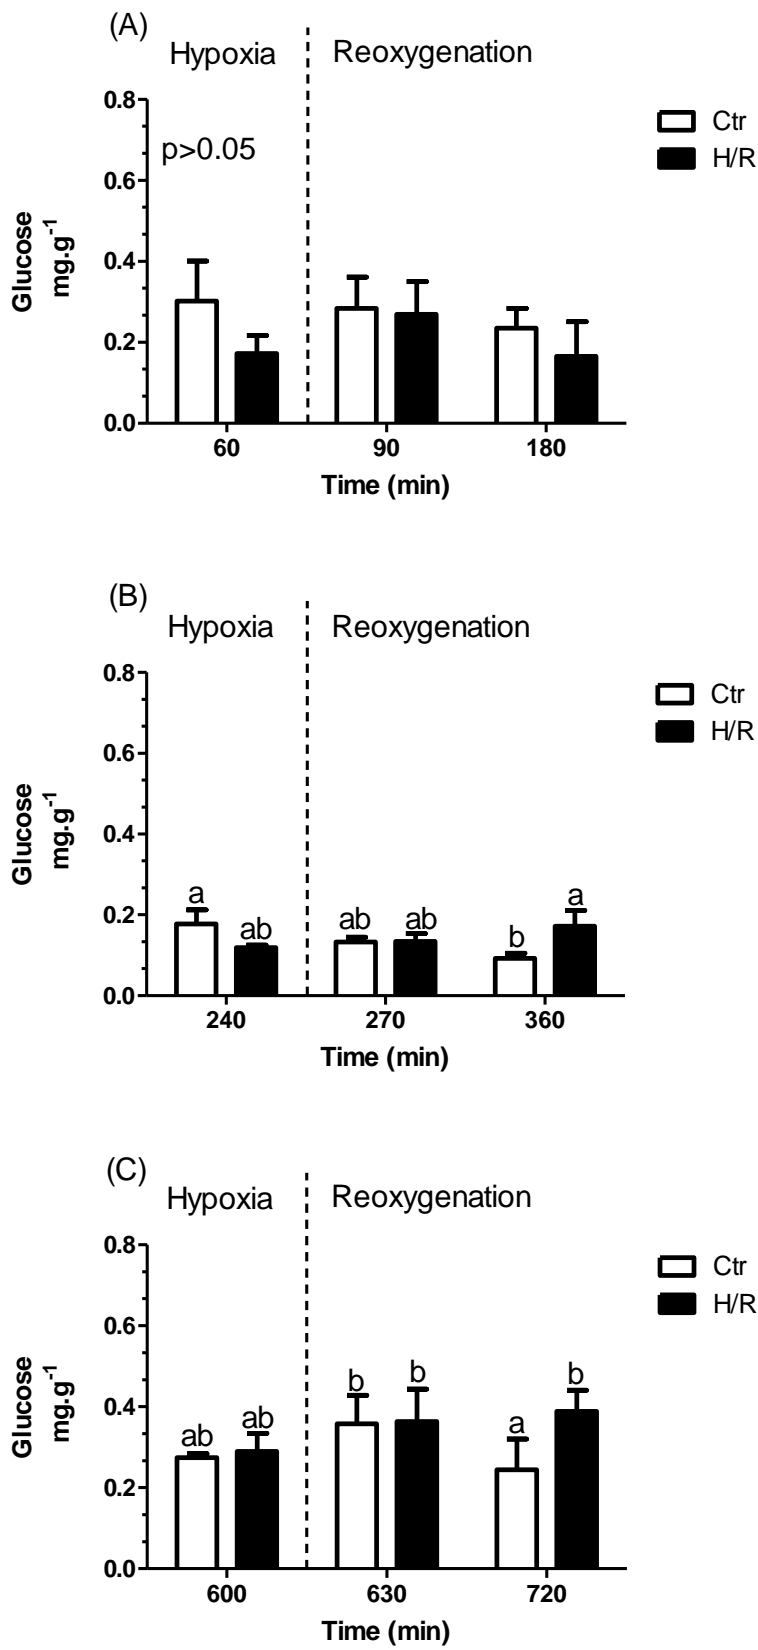 (A)
Hypoxia Reoxygenation
0.8
0.6
0.4
0.2
0.0
p>0.05
Glucose
mg.g-1
Ctr
H/R
60 90 180
Time (min)
(B)
Hypoxia Reoxygenation
0.8
0.6
0.4
0.2
0.0
Glucose
mg.g-1
Ctr
H/R
a ab ab ab b a
240 270 360
Time (min)
(C)
Hypoxia Reoxygenation
0.8
0.6
0.4
0.2
0.0
Glucose
mg.g-1
Ctr
H/R
ab ab b b a b
600 630 720
Time (min)